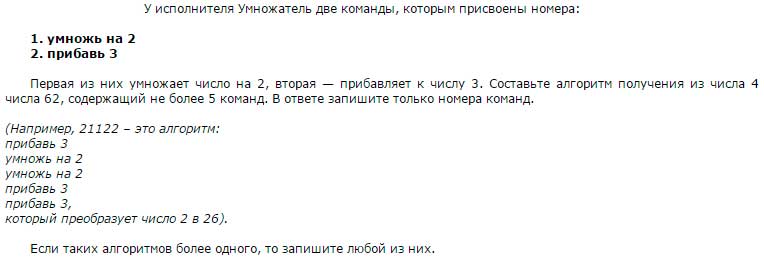 У исполнителя Умножатель две команды, которым присвоены номера:
1. умножь на 2
2. прибавь 3
Первая из них умножает число на 2, вторая — прибавляет к числу 3. Составьте алгоритм получения из числа 4
числа 62, содержащий не более 5 команд. В ответе запишите только номера команд.
(Например, 21122 – это алгоритм:
прибавь 3
умножь на 2
умножь на 2
прибавь 3
прибавь 3,
который преобразует число 2 в 26).
Если таких алгоритмов более одного, то запишите любой из них.